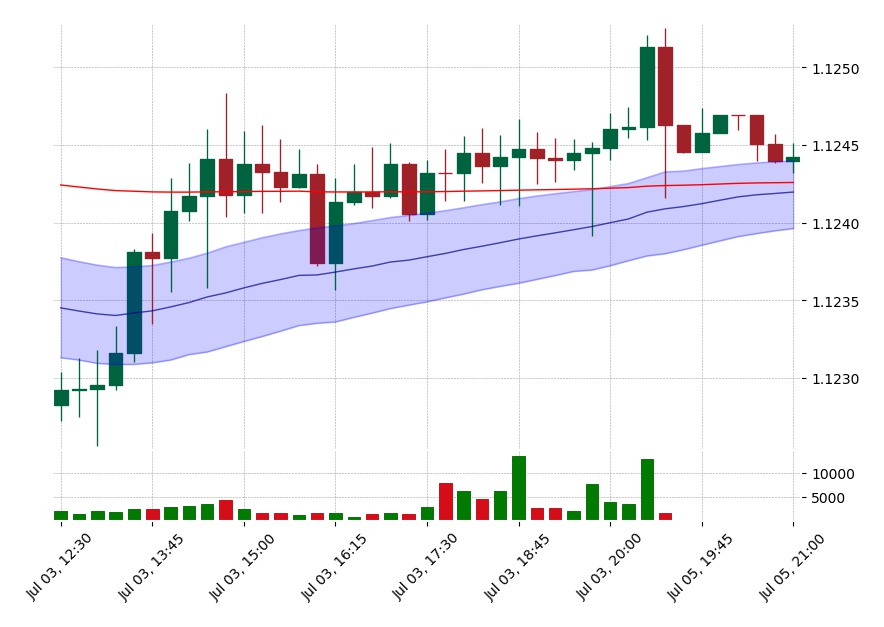 1.1250
1.1245
1.1240
1.1235
1.1230
10000
5000
Jul 03, 12:30
Jul 03, 13:45
Jul 03, 15:00
Jul 03, 16:15
Jul 03, 17:30
Jul 03, 18:45
Jul 03, 20:00
Jul 05, 19:45
Jul 05, 21:00